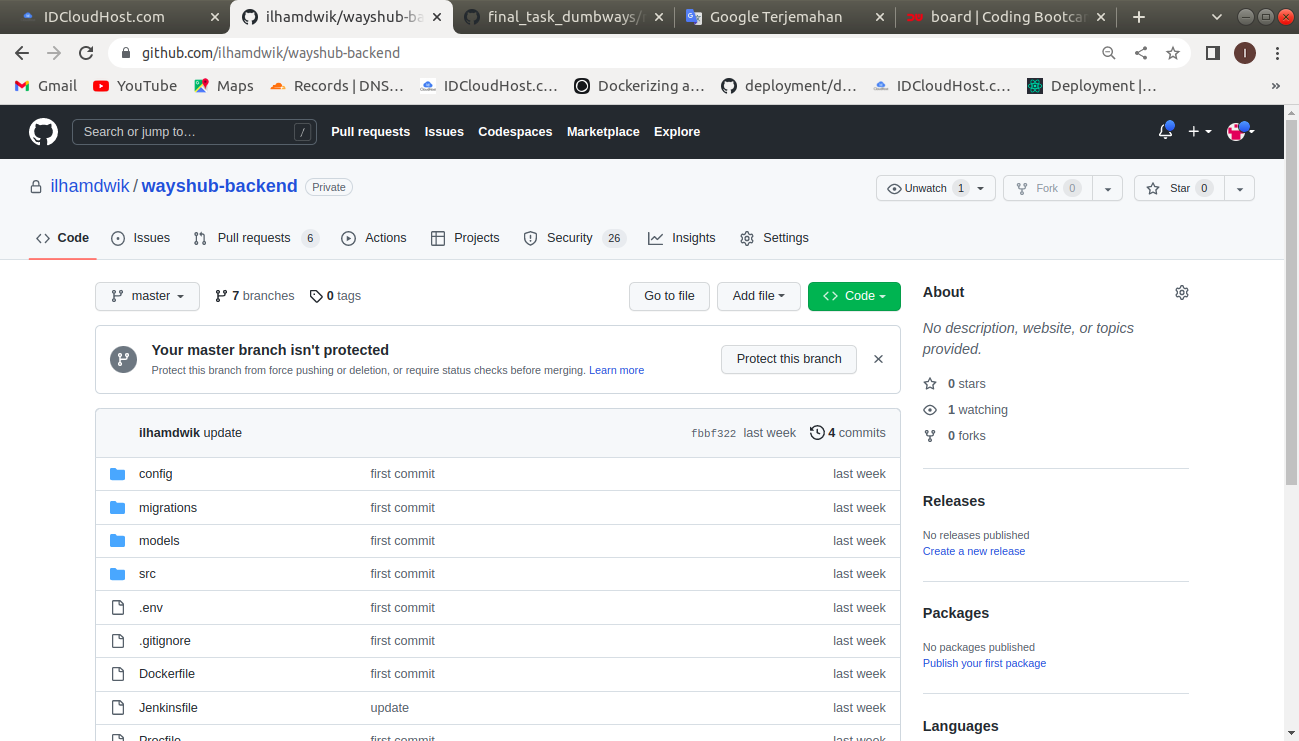 IDCloudHost.com
ilhamdwik/wayshub-ba
final_task_dumbways/
Google Terjemahan
board | Coding Bootcar
github.com/ilhamdwik/wayshub-backend
I
Gmail
YouTube
Maps
Records | DNS…
IDCloudHost.c…
Dockerizing a…
deployment/d…
IDCloudHost.c…
Deployment |…
»
Search or jump to…
/
Pull requests
Issues
Codespaces
Marketplace
Explore
ilhamdwik / wayshub-backend
Private
Unwatch 1
Fork 0
Star 0
Code
Issues
Pull requests 6
Actions
Projects
Security 26
Insights
Settings
master
7 branches
0 tags
Go to file
Add file
Code
Your master branch isn't protected
Protect this branch from force pushing or deletion, or require status checks before merging. Learn more
Protect this branch
ilhamdwik update
fbbf322 last week
4 commits
config first commit last week
migrations first commit last week
models first commit last week
src first commit last week
.env first commit last week
.gitignore first commit last week
Dockerfile first commit last week
Jenkinsfile update last week
Procfile first commit last week
About
No description, website, or topics
provided.
0 stars
1 watching
0 forks
Releases
No releases published
Create a new release
Packages
No packages published
Publish your first package
Languages